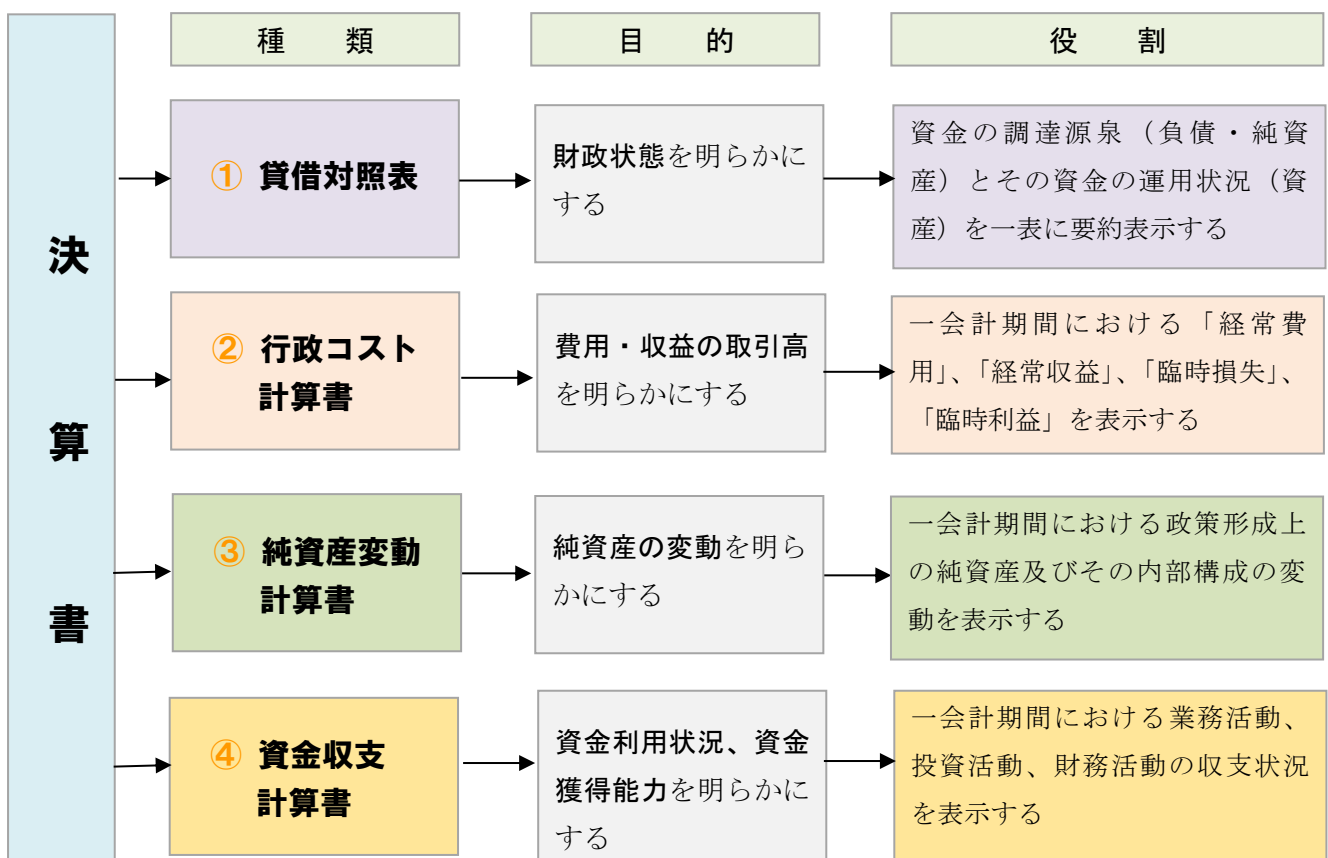 決算書
種類
目的
役割
① 貸借対照表
財政状態を明らかに
する
資金の調達源泉（負債・純資
産）とその資金の運用状況（資
産）を一表に要約表示する
② 行政コスト
計算書
費用・収益の取引高
を明らかにする
一会計期間における「経常費
用」、「経常収益」、「臨時損失」、
「臨時利益」を表示する
③ 純資産変動
計算書
純資産の変動を明ら
かにする
一会計期間における政策形成上
の純資産及びその内部構成の変
動を表示する
④ 資金収支
計算書
資金利用状況、資金
獲得能力を明らかに
する
一会計期間における業務活動、
投資活動、財務活動の収支状況
を表示する